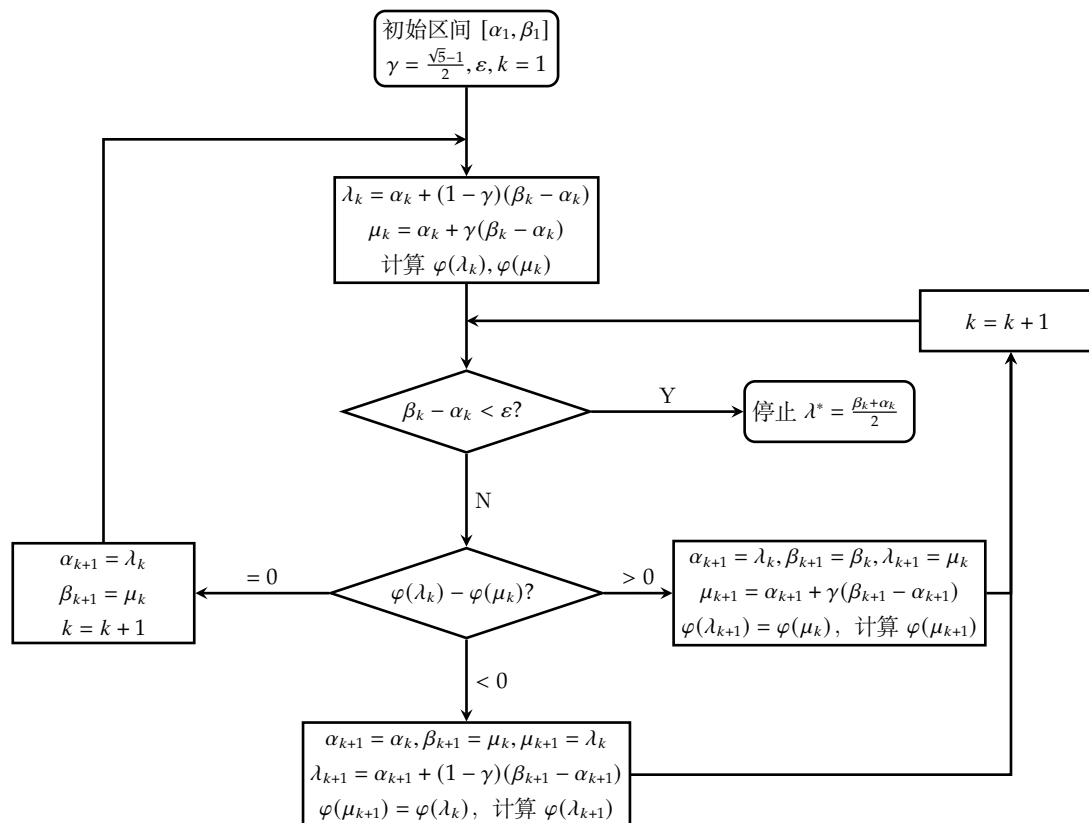 初始区间 [α₁, β₁]
γ = (√5−1)/2, ε, k = 1
λₖ = αₖ + (1 − γ)(βₖ − αₖ)
μₖ = αₖ + γ(βₖ − αₖ)
计算 φ(λₖ), φ(μₖ)
k = k + 1
βₖ − αₖ < ε?
Y
停止 λ* = (βₖ+αₖ)/2
N
αₖ₊₁ = λₖ
βₖ₊₁ = μₖ
k = k + 1
= 0
φ(λₖ) − φ(μₖ)?
> 0
αₖ₊₁ = λₖ, βₖ₊₁ = βₖ, λₖ₊₁ = μₖ
μₖ₊₁ = αₖ₊₁ + γ(βₖ₊₁ − αₖ₊₁)
φ(λₖ₊₁) = φ(μₖ)，计算 φ(μₖ₊₁)
< 0
αₖ₊₁ = αₖ, βₖ₊₁ = μₖ, μₖ₊₁ = λₖ
λₖ₊₁ = αₖ₊₁ + (1 − γ)(βₖ₊₁ − αₖ₊₁)
φ(μₖ₊₁) = φ(λₖ)，计算 φ(λₖ₊₁)